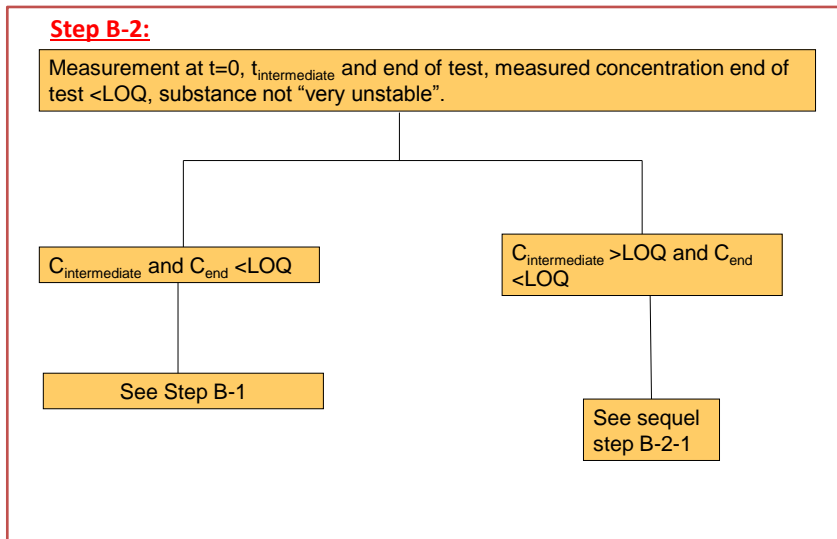 Step B-2:
Measurement at t=0, tintermediate and end of test, measured concentration end of
test <LOQ, substance not “very unstable”.
Cintermediate and Cend <LOQ
Cintermediate >LOQ and Cend
<LOQ
See Step B-1
See sequel
step B-2-1